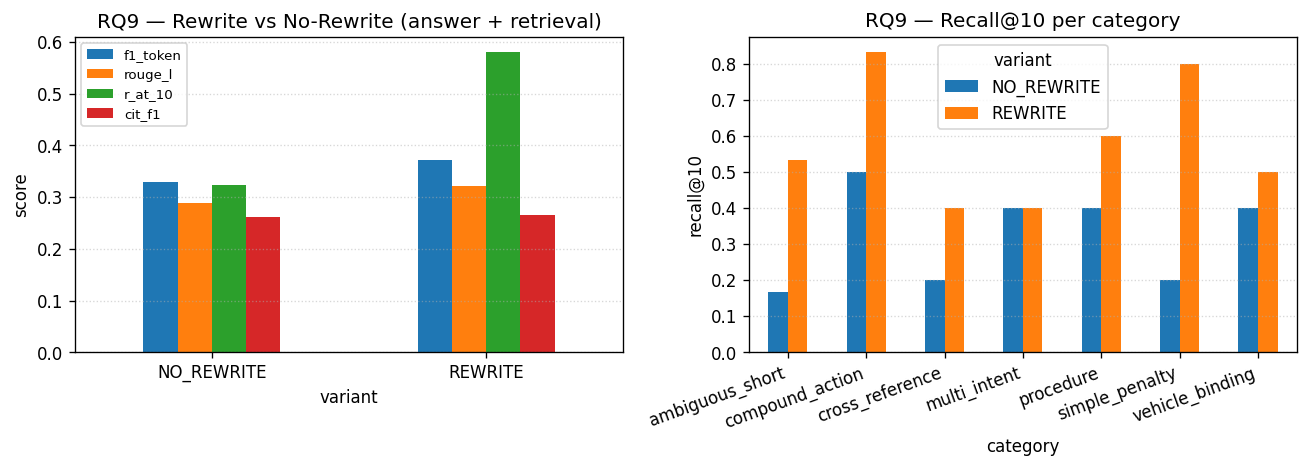 RQ9 — Rewrite vs No-Rewrite (answer + retrieval)
f1_token
rouge_l
r_at_10
cit_f1
score
0.6
0.5
0.4
0.3
0.2
0.1
0.0
NO_REWRITE
REWRITE
variant
RQ9 — Recall@10 per category
variant
NO_REWRITE
REWRITE
recall@10
0.8
0.7
0.6
0.5
0.4
0.3
0.2
0.1
0.0
ambiguous_short
compound_action
cross_reference
multi_intent
procedure
simple_penalty
vehicle_binding
category